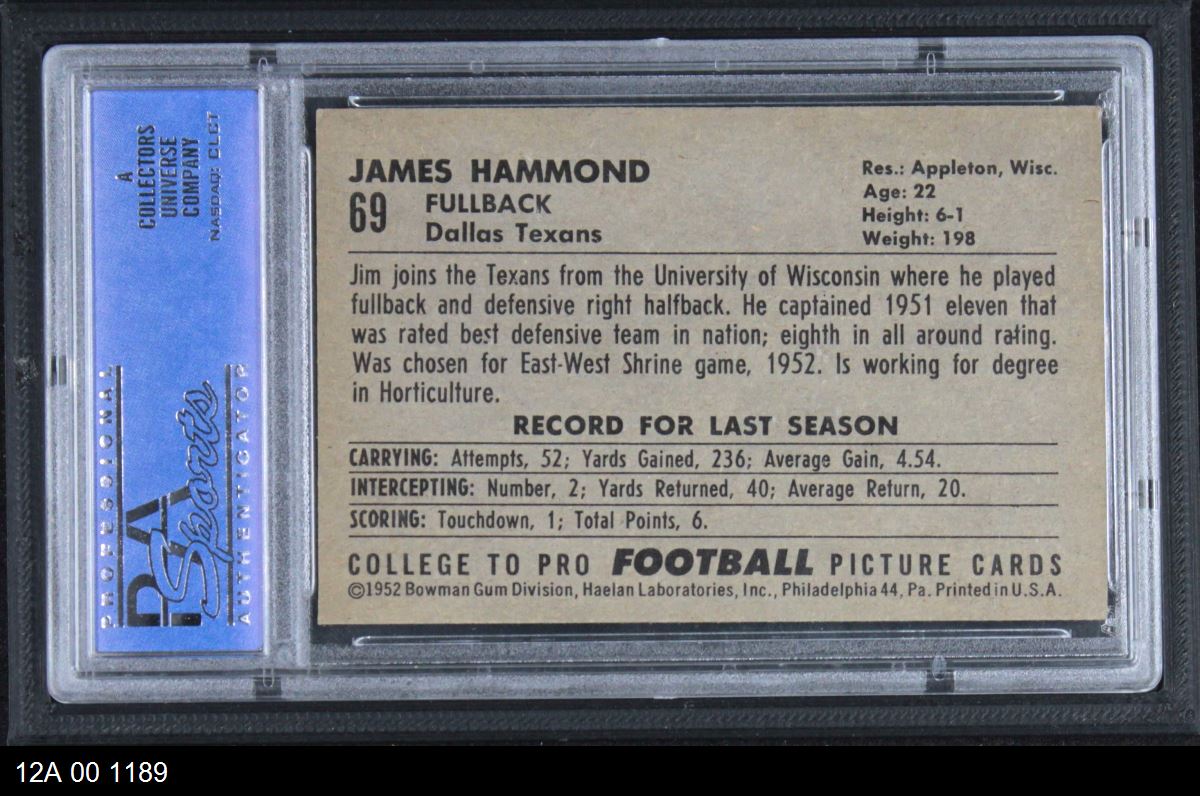 A
COLLECTORS
UNIVERSE
COMPANY
NASDAQ: CLCT
PROFESSIONAL
PSA
Sports
AUTHENTICATOR
JAMES HAMMOND
69 FULLBACK
Dallas Texans
Res.: Appleton, Wisc.
Age: 22
Height: 6-1
Weight: 198
Jim joins the Texans from the University of Wisconsin where he played
fullback and defensive right halfback. He captained 1951 eleven that
was rated best defensive team in nation; eighth in all around rating.
Was chosen for East-West Shrine game, 1952. Is working for degree
in Horticulture.
RECORD FOR LAST SEASON
CARRYING: Attempts, 52; Yards Gained, 236; Average Gain, 4.54.
INTERCEPTING: Number, 2; Yards Returned, 40; Average Return, 20.
SCORING: Touchdown, 1; Total Points, 6.
COLLEGE TO PRO FOOTBALL PICTURE CARDS
©1952 Bowman Gum Division, Haelan Laboratories, Inc., Philadelphia 44, Pa. Printed in U.S.A.
12A 00 1189